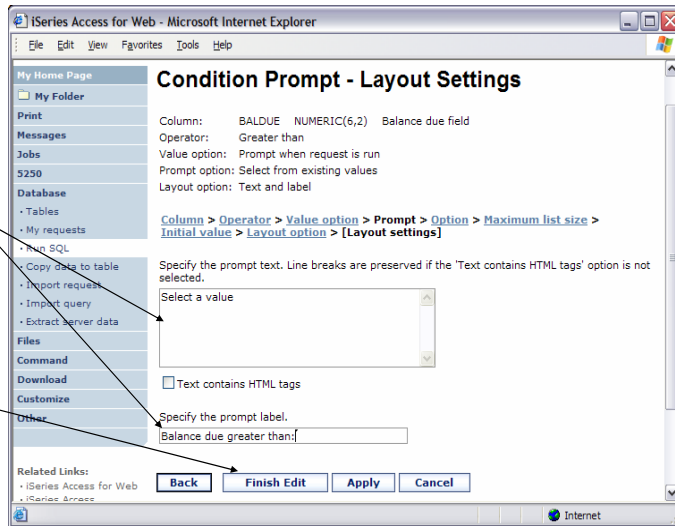 iSeries Access for Web - Microsoft Internet Explorer
File Edit View Favorites Tools Help
My Home Page
My Folder
Print
Messages
Jobs
5250
Database
• Tables
• My requests
• Run SQL
• Copy data to table
• Import request
• Import query
• Extract server data
Files
Command
Download
Customize
Other
Related Links:
• iSeries Access for Web
• iSeries Access
Condition Prompt - Layout Settings
Column: BALDUE NUMERIC(6,2) Balance due field
Operator: Greater than
Value option: Prompt when request is run
Prompt option: Select from existing values
Layout option: Text and label
Column > Operator > Value option > Prompt > Option > Maximum list size >
Initial value > Layout option > [Layout settings]
Specify the prompt text. Line breaks are preserved if the 'Text contains HTML tags' option is not
selected.
Select a value
Text contains HTML tags
Specify the prompt label.
Balance due greater than:
Back Finish Edit Apply Cancel
Internet